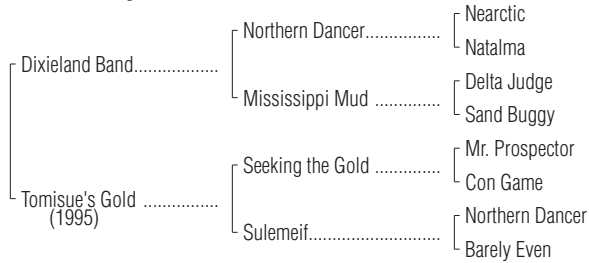 Nearctic
Northern Dancer.................
Natalma
Dixieland Band.................
Delta Judge
Mississippi Mud ..............
Sand Buggy
Mr. Prospector
Seeking the Gold ..............
Con Game
Tomisue's Gold ................
(1995)
Northern Dancer
Sulemeif..........................
Barely Even